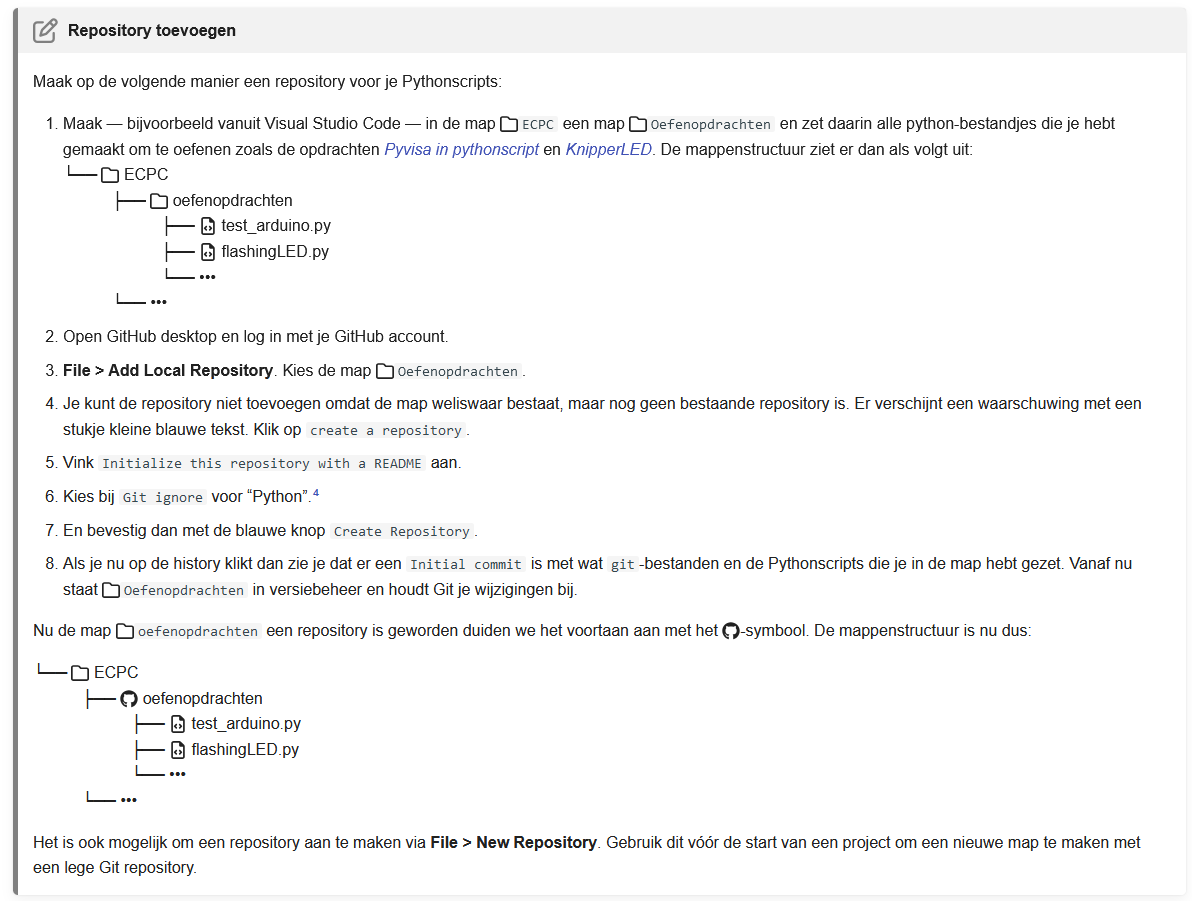 Repository toevoegen
Maak op de volgende manier een repository voor je Pythonscripts:
1. Maak — bijvoorbeeld vanuit Visual Studio Code — in de map ECPC een map Oefenopdrachten en zet daarin alle python-bestandjes die je hebt
gemaakt om te oefenen zoals de opdrachten Pyvisa in pythonscript en KnipperLED. De mappenstructuur ziet er dan als volgt uit:
└── ECPC
├── oefenopdrachten
├── test_arduino.py
├── flashingLED.py
└── •••
└── •••
2. Open GitHub desktop en log in met je GitHub account.
3. File > Add Local Repository. Kies de map Oefenopdrachten.
4. Je kunt de repository niet toevoegen omdat de map weliswaar bestaat, maar nog geen bestaande repository is. Er verschijnt een waarschuwing met een
stukje kleine blauwe tekst. Klik op create a repository.
5. Vink Initialize this repository with a README aan.
6. Kies bij Git ignore voor “Python”.⁴
7. En bevestig dan met de blauwe knop Create Repository.
8. Als je nu op de history klikt dan zie je dat er een Initial commit is met wat git-bestanden en de Pythonscripts die je in de map hebt gezet. Vanaf nu
staat Oefenopdrachten in versiebeheer en houdt Git je wijzigingen bij.
Nu de map oefenopdrachten een repository is geworden duiden we het voortaan aan met het -symbool. De mappenstructuur is nu dus:
└── ECPC
├── oefenopdrachten
├── test_arduino.py
├── flashingLED.py
└── •••
└── •••
Het is ook mogelijk om een repository aan te maken via File > New Repository. Gebruik dit vóór de start van een project om een nieuwe map te maken met
een lege Git repository.